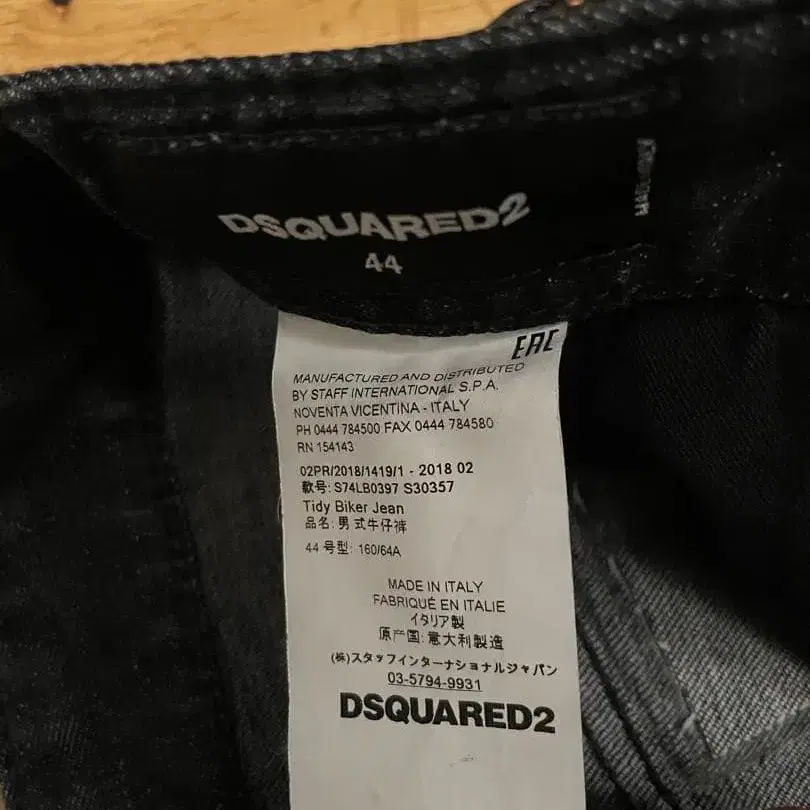 DSQUARED2
44
EAC
MANUFACTURED AND DISTRIBUTED
BY STAFF INTERNATIONAL S.P.A.
NOVENTA VICENTINA - ITALY
PH 0444 784500 FAX 0444 784580
RN 154143
02PR/2018/1419/1 - 2018 02
款号: S74LB0397 S30357
Tidy Biker Jean
品名: 男式牛仔裤
44 号型: 160/64A
MADE IN ITALY
FABRIQUÉ EN ITALIE
イタリア製
原产国: 意大利製造
(株)スタッフインターナショナルジャパン
03-5794-9931
DSQUARED2